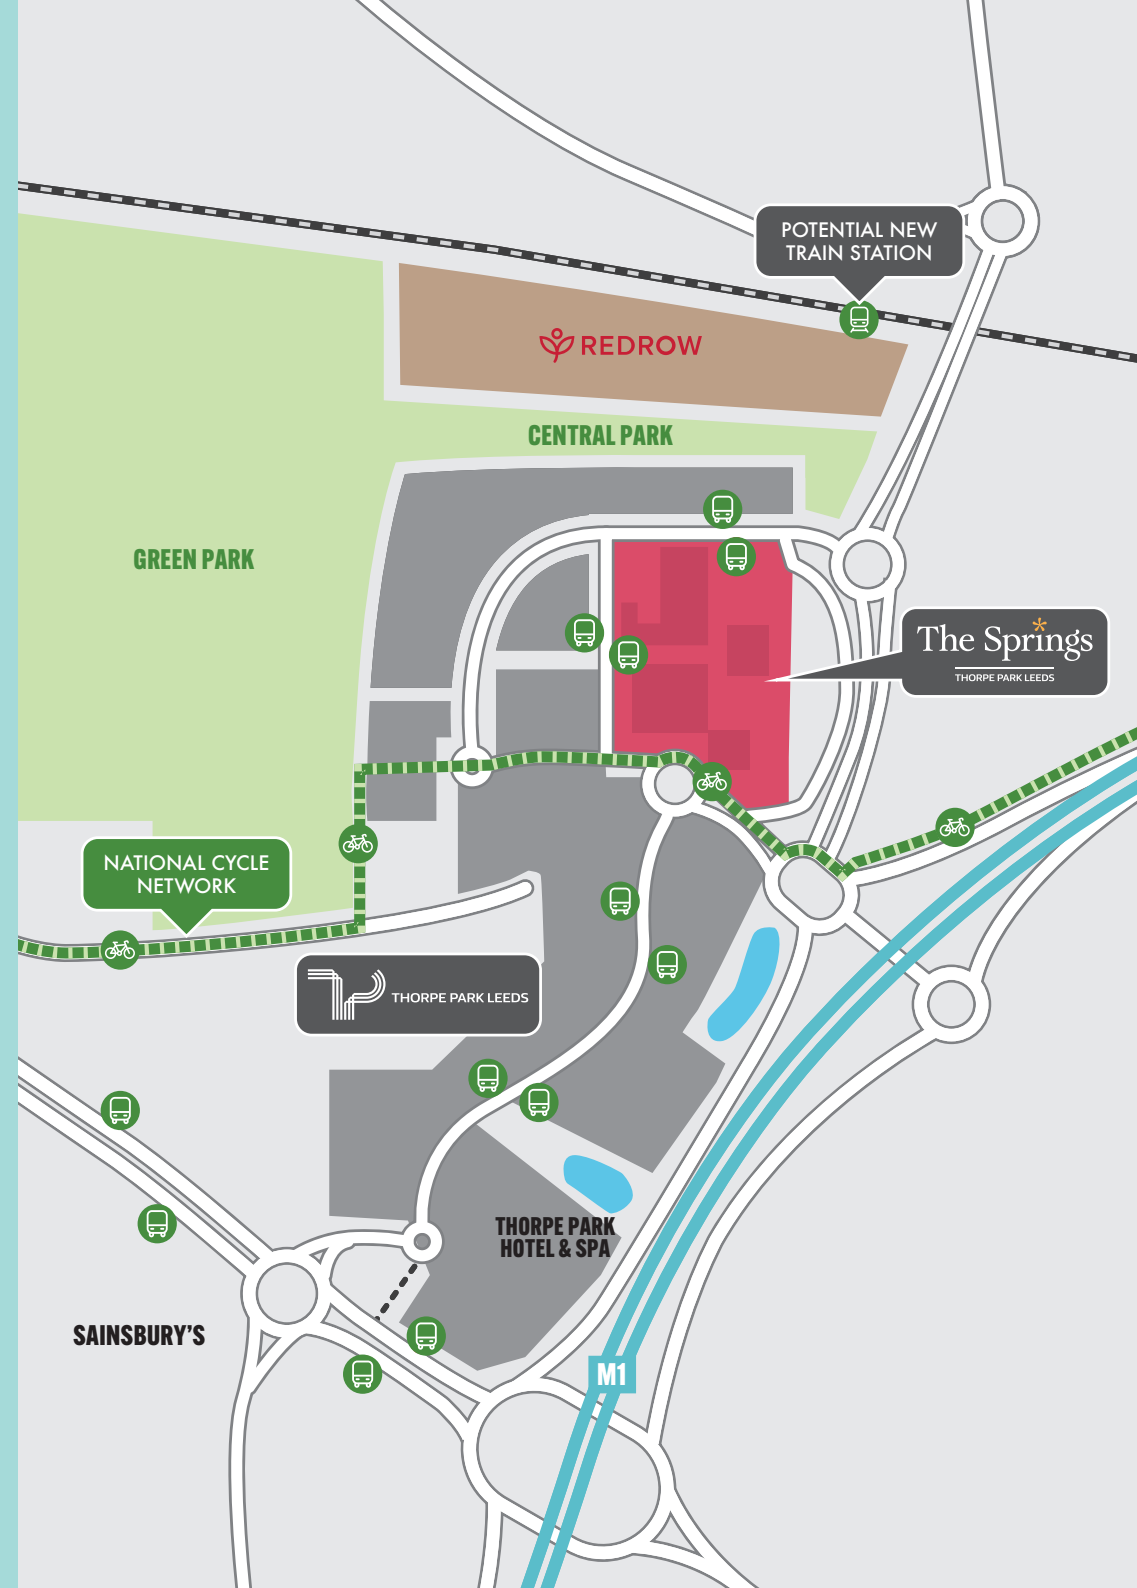 POTENTIAL NEW
TRAIN STATION
REDROW
CENTRAL PARK
GREEN PARK
The Springs
THORPE PARK LEEDS
NATIONAL CYCLE
NETWORK
THORPE PARK LEEDS
THORPE PARK
HOTEL & SPA
SAINSBURY'S
M1